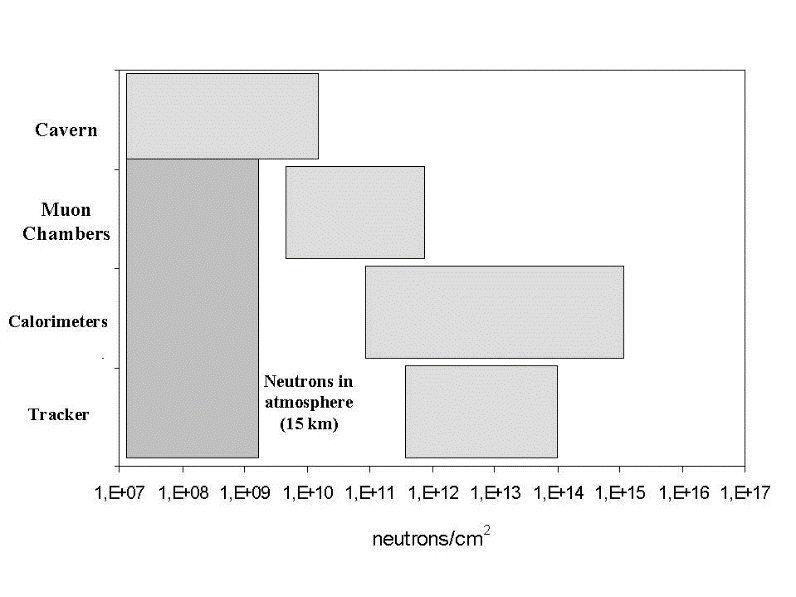 Cavern
Muon
Chambers
Calorimeters
Tracker
Neutrons in
atmosphere
(15 km)
1,E+07 1,E+08 1,E+09 1,E+10 1,E+11 1,E+12 1,E+13 1,E+14 1,E+15 1,E+16 1,E+17
neutrons/cm²